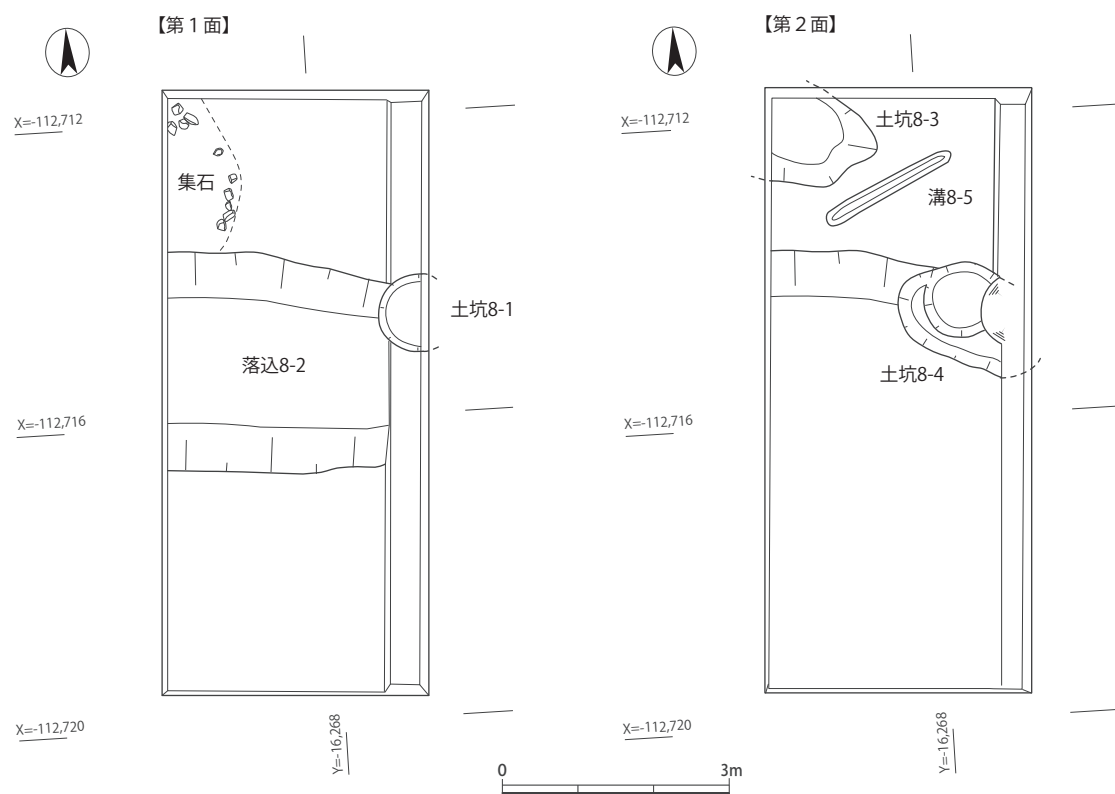 【第1面】
X=-112,712
集石
土坑8-1
落込8-2
X=-112,716
X=-112,720
Y=-16,268
【第2面】
X=-112,712
土坑8-3
溝8-5
土坑8-4
X=-112,716
X=-112,720
Y=-16,268
0 3m